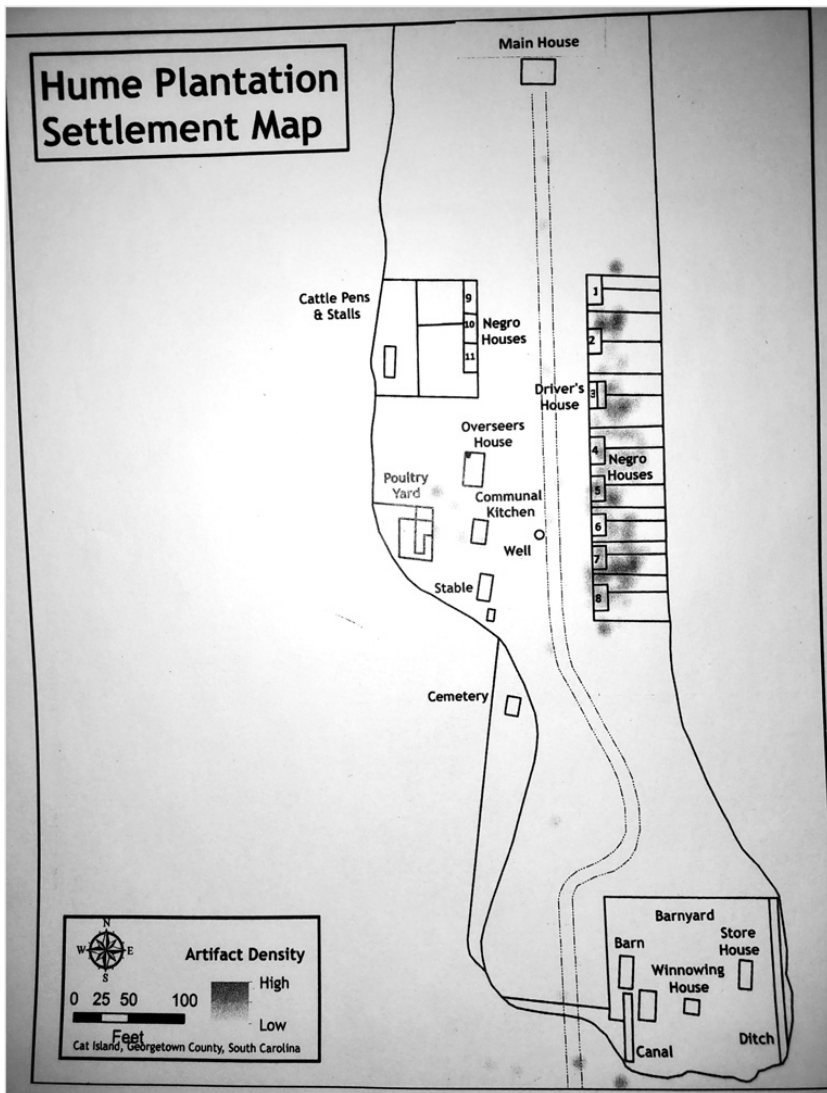 Hume Plantation
Settlement Map
Main House
Cattle Pens
& Stalls
9
10
11
Negro
Houses
1
2
Driver's
House
3
Overseers
House
4
Negro
Houses
5
Poultry
Yard
Communal
Kitchen
6
Well
7
Stable
8
Cemetery
Barnyard
Barn
Store
House
Winnowing
House
Canal
Ditch
N
W
E
S
Artifact Density
High
Low
0 25 50 100
Feet
Cat Island, Georgetown County, South Carolina